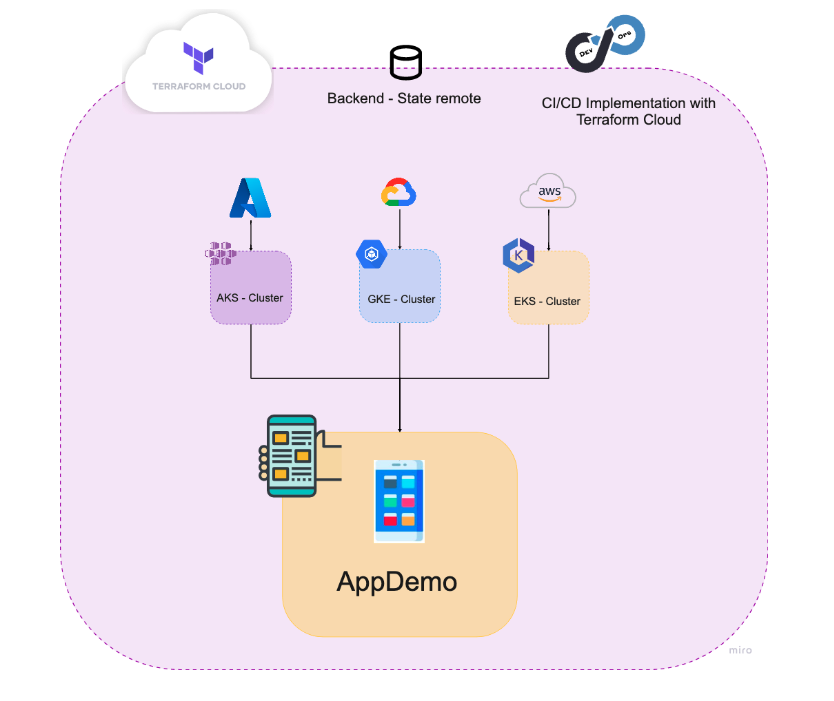 TERRAFORM CLOUD
Backend - State remote
DEV OPS
CI/CD Implementation with
Terraform Cloud
aws
K
AKS - Cluster
GKE - Cluster
EKS - Cluster
AppDemo
miro